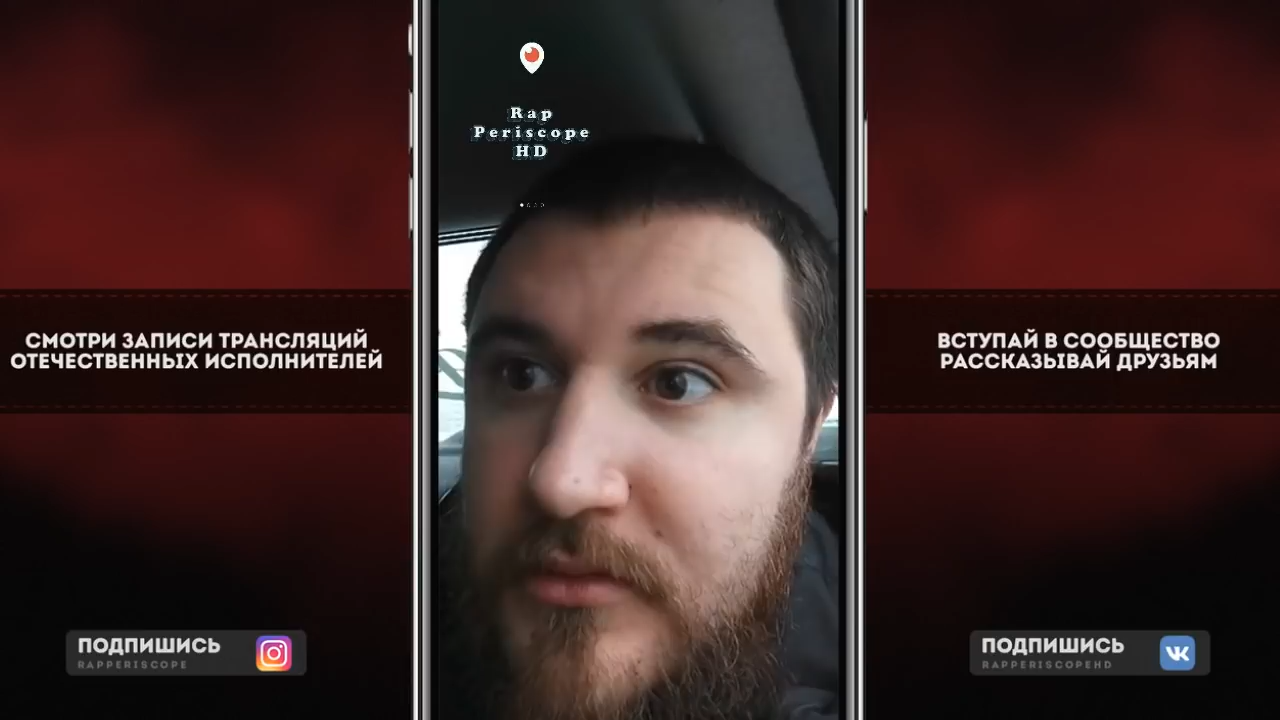 Rap
Periscope
HD
СМОТРИ ЗАПИСИ ТРАНСЛЯЦИЙ
ОТЕЧЕСТВЕННЫХ ИСПОЛНИТЕЛЕЙ
ВСТУПАЙ В СООБЩЕСТВО
РАССКАЗЫВАЙ ДРУЗЬЯМ
ПОДПИШИСЬ
RAPPERISCOPE
ПОДПИШИСЬ
RAPPERISCOPEHD